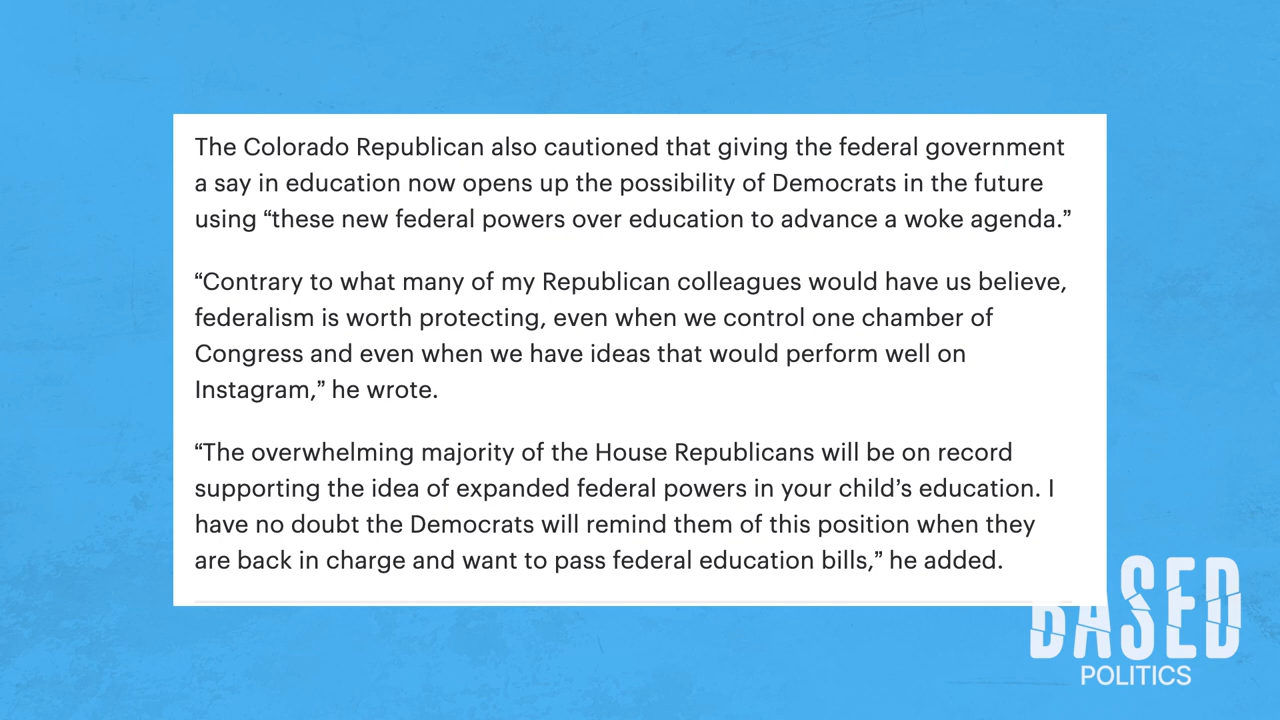 The Colorado Republican also cautioned that giving the federal government
a say in education now opens up the possibility of Democrats in the future
using “these new federal powers over education to advance a woke agenda.”
“Contrary to what many of my Republican colleagues would have us believe,
federalism is worth protecting, even when we control one chamber of
Congress and even when we have ideas that would perform well on
Instagram,” he wrote.
“The overwhelming majority of the House Republicans will be on record
supporting the idea of expanded federal powers in your child’s education. I
have no doubt the Democrats will remind them of this position when they
are back in charge and want to pass federal education bills,” he added.
BASED
POLITICS